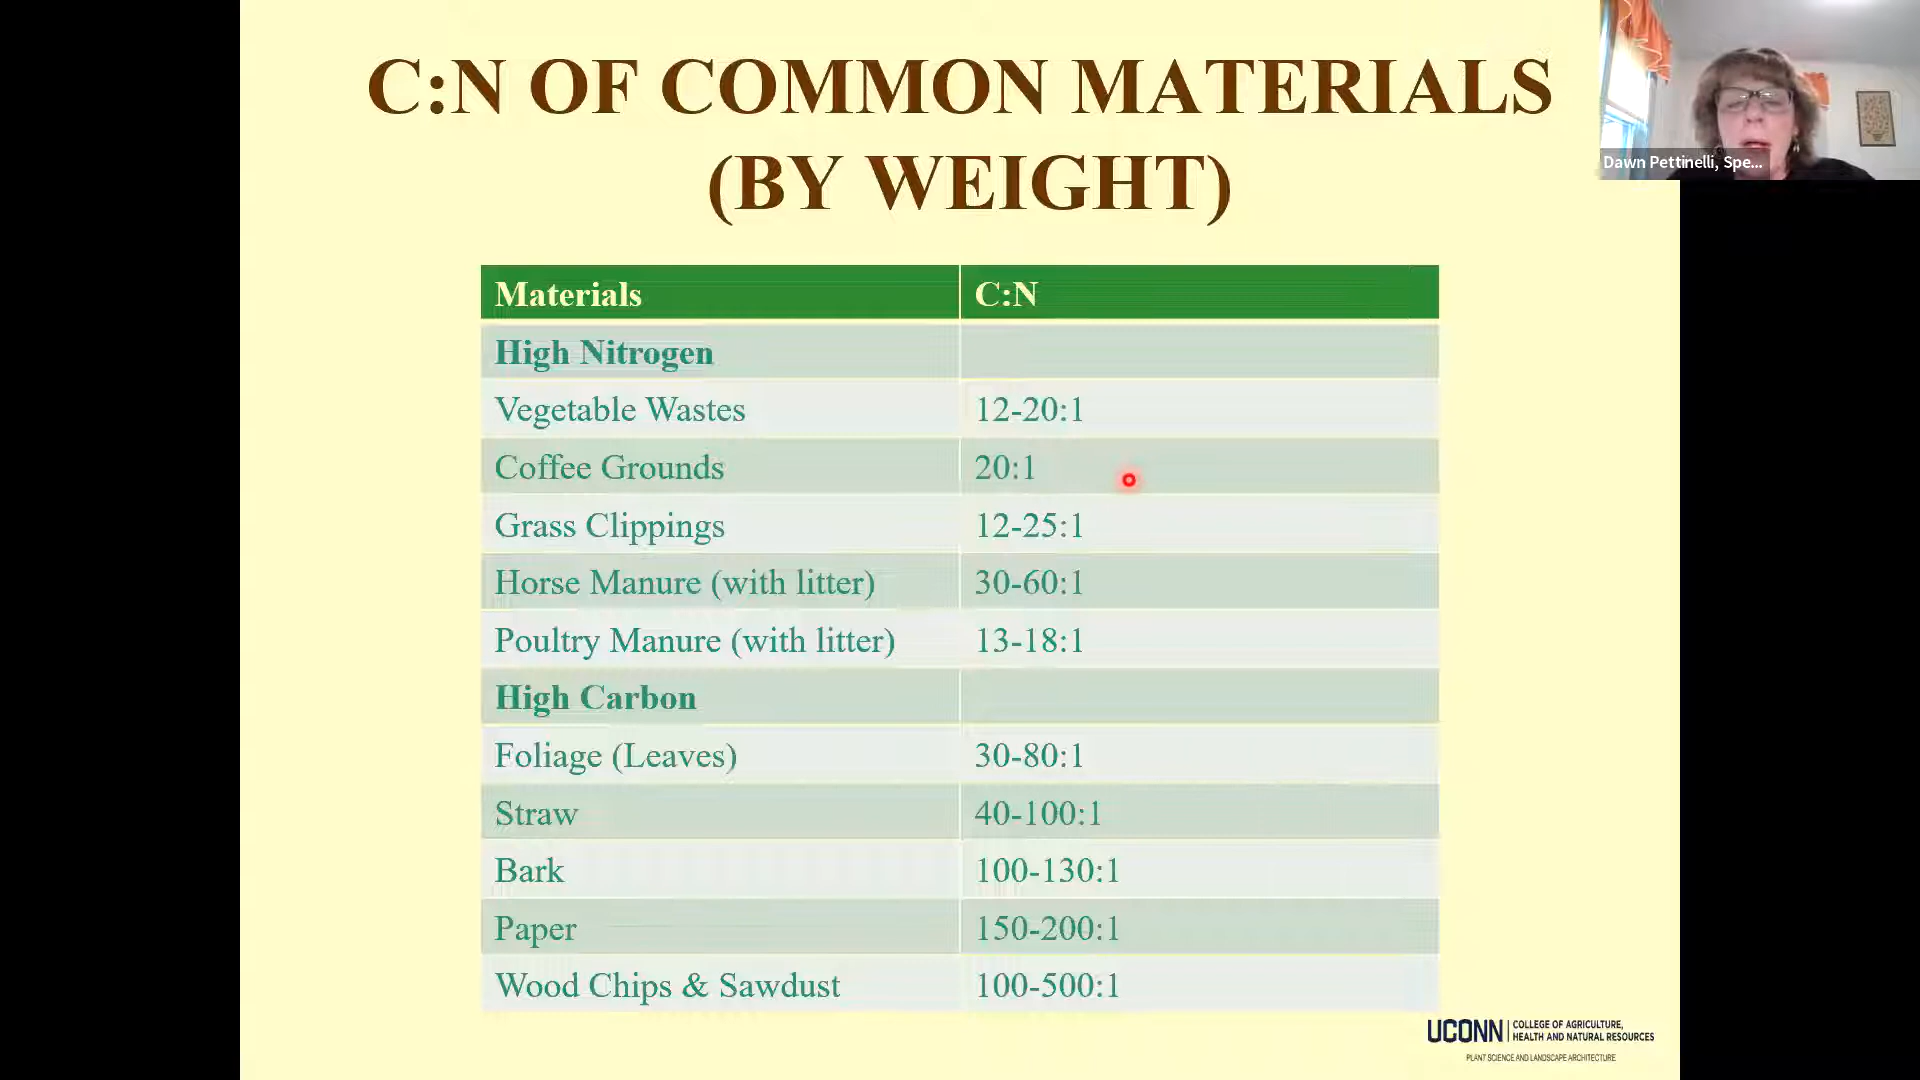 C:N OF COMMON MATERIALS
(BY WEIGHT)
Dawn Pettinelli, Spe...
Materials C:N
High Nitrogen
Vegetable Wastes 12-20:1
Coffee Grounds 20:1
Grass Clippings 12-25:1
Horse Manure (with litter) 30-60:1
Poultry Manure (with litter) 13-18:1
High Carbon
Foliage (Leaves) 30-80:1
Straw 40-100:1
Bark 100-130:1
Paper 150-200:1
Wood Chips & Sawdust 100-500:1
UCONN
COLLEGE OF AGRICULTURE,
HEALTH AND NATURAL RESOURCES
PLANT SCIENCE AND LANDSCAPE ARCHITECTURE